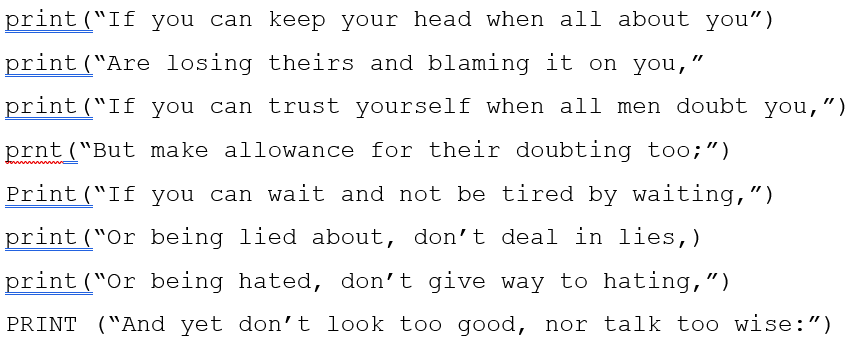 print(“If you can keep your head when all about you”)
print(“Are losing theirs and blaming it on you,”
print(“If you can trust yourself when all men doubt you,”)
prnt(“But make allowance for their doubting too;”)
Print(“If you can wait and not be tired by waiting,”)
print(“Or being lied about, don’t deal in lies,)
print(“Or being hated, don’t give way to hating,”)
PRINT (“And yet don’t look too good, nor talk too wise:”)